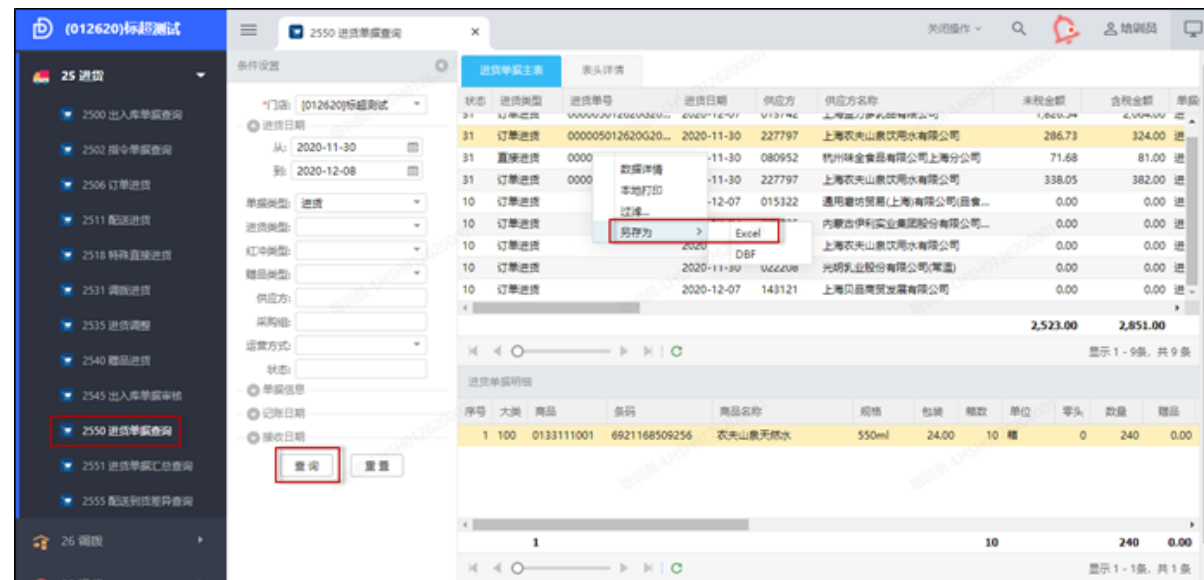 (012620)标超测试
2550 进货单据查询 ×
关闭操作
培训员
25 进货
2500 出入库单据查询
2502 指令单据查询
2506 订单进货
2511 配送进货
2518 特殊直接进货
2531 调拨进货
2535 进货调整
2540 赠品进货
2545 出入库单据审核
2550 进货单据查询
2551 进货单据汇总查询
2555 配送到货差异查询
26 调拨
条件设置
*门店: [012620]标超测试
进货日期
从: 2020-11-30
到: 2020-12-08
单据类型: 进货
进货类型:
红冲类型:
赠品类型:
供应方:
采购组:
运营方式:
状态:
单据信息
记账日期
接收日期
查 询 重 置
进货单据主表 表头详情
状态 进货类型 进货单号 进货日期 供应方 供应方名称 未税金额 含税金额 单据
31 订单进货 000005012620G20... 2020-11-30 227797 上海农夫山泉饮用水有限公司 286.73 324.00 进
31 直接进货 0000 -11-30 080952 杭州味全食品有限公司上海分公司 71.68 81.00 进
31 订单进货 0000 -11-30 227797 上海农夫山泉饮用水有限公司 338.05 382.00 进
10 订单进货 -12-07 015322 通用磨坊贸易(上海)有限公司(品食... 0.00 0.00 进
10 订单进货 内蒙古伊利实业集团股份有限公司... 0.00 0.00 进
10 订单进货 2020 上海农夫山泉饮用水有限公司 0.00 0.00 进
10 订单进货 2020-11-30 022208 光明乳业股份有限公司(常温) 0.00 0.00 进
10 订单进货 2020-12-07 143121 上海贝品商贸发展有限公司 0.00 0.00 进
数据详情
本地打印
过滤...
另存为 > Excel
DBF
2,523.00 2,851.00
显示 1 - 9条, 共 9 条
进货单据明细
序号 大类 商品 条码 商品名称 规格 包装 箱数 单位 零头 数量 赠品
1 100 0133111001 6921168509256 农夫山泉天然水 550ml 24.00 10 箱 0 240 0.00
1 10 240 0.00
显示 1 - 1条, 共 1 条